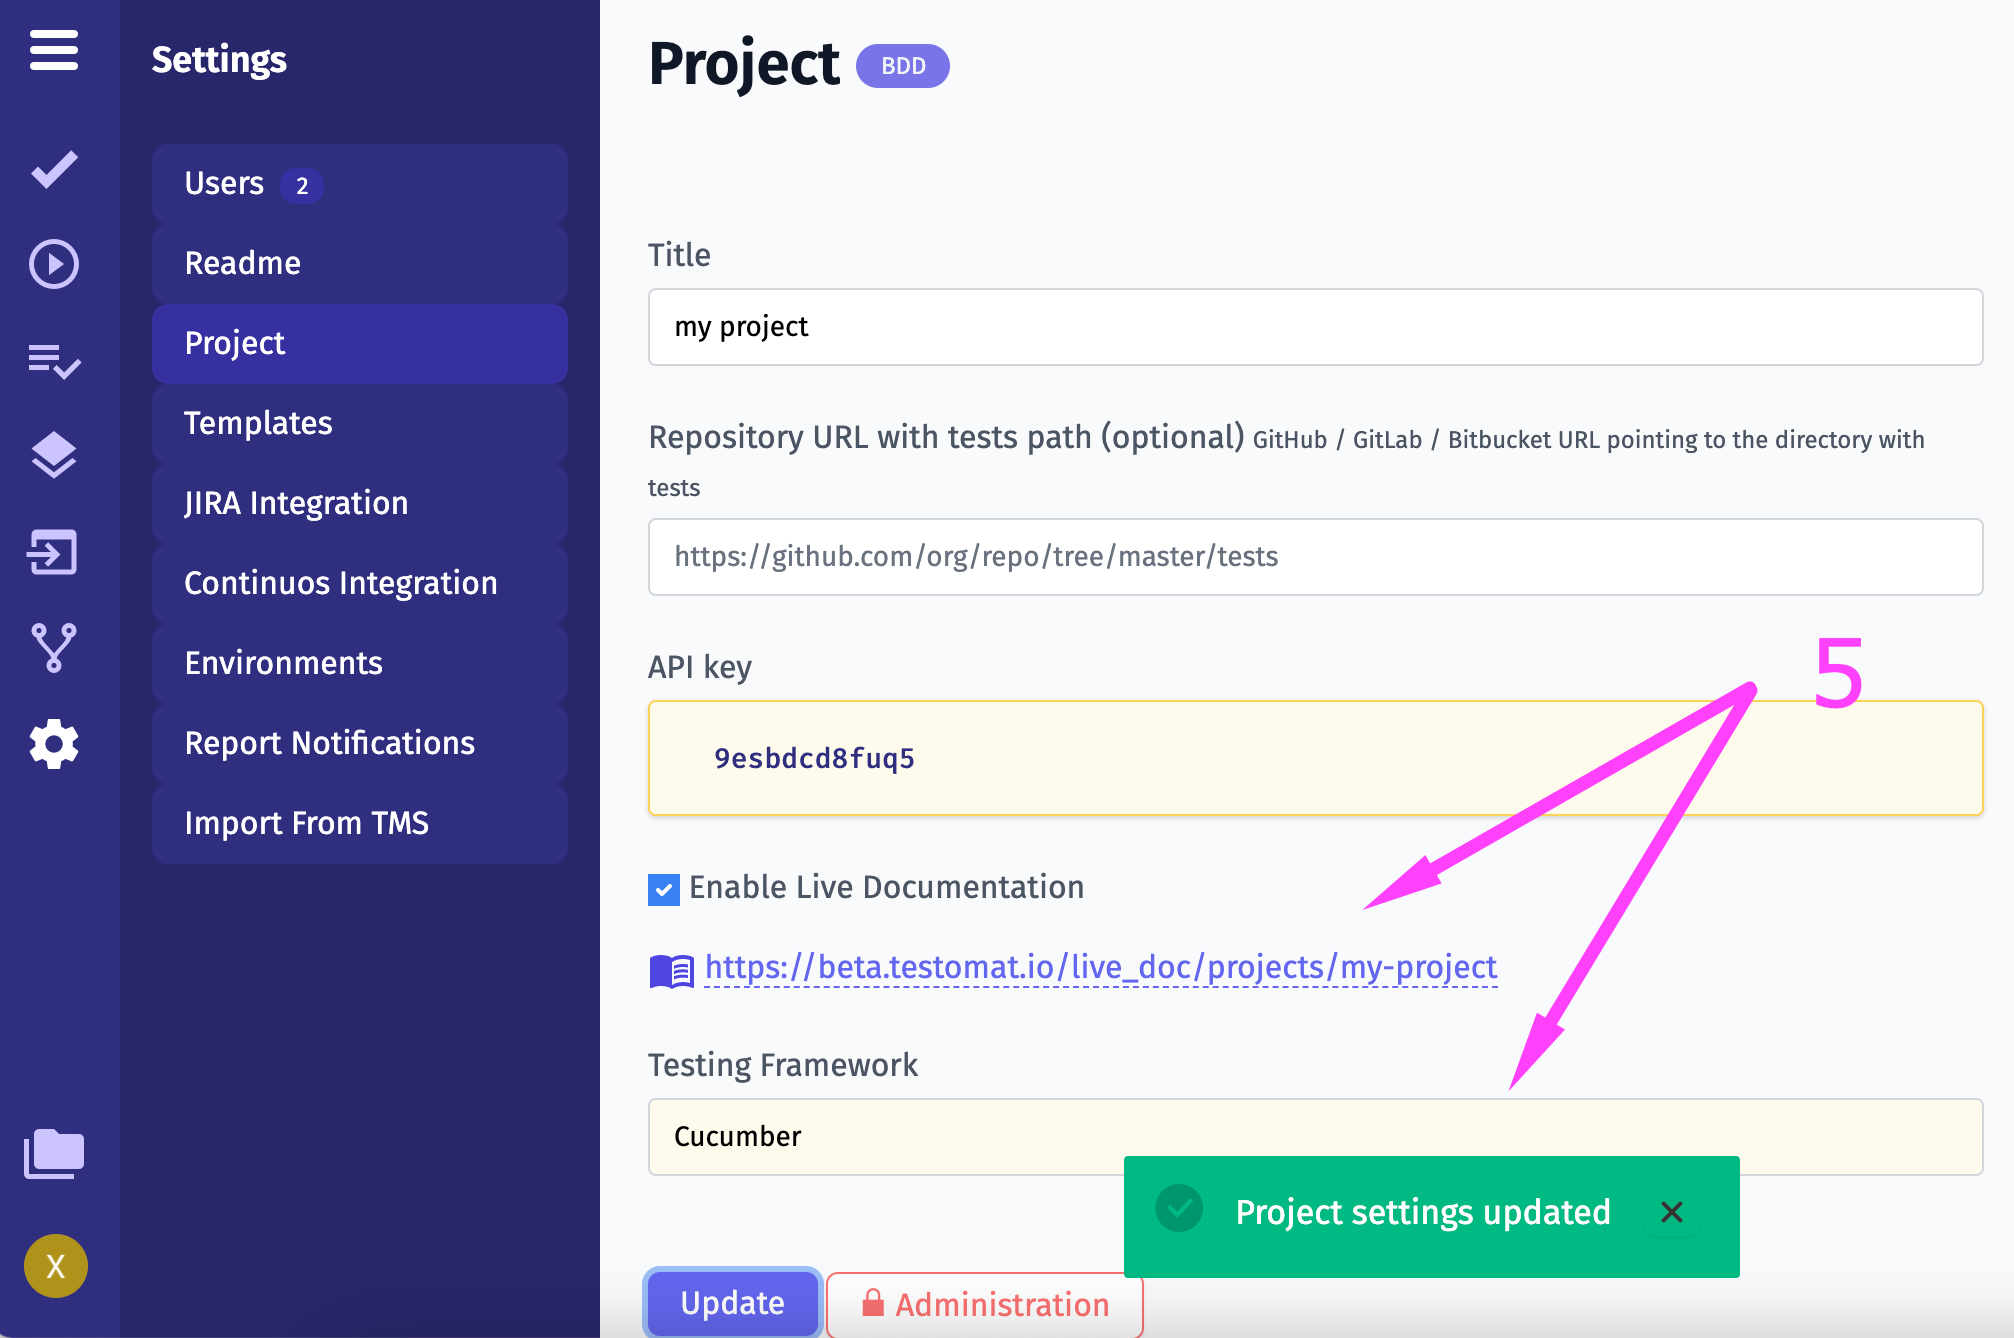 Settings
Users 2
Readme
Project
Templates
JIRA Integration
Continuos Integration
Environments
Report Notifications
Import From TMS
X
Project BDD
Title
my project
Repository URL with tests path (optional) GitHub / GitLab / Bitbucket URL pointing to the directory with
tests
https://github.com/org/repo/tree/master/tests
5
API key
9esbdcd8fuq5
Enable Live Documentation
https://beta.testomat.io/live_doc/projects/my-project
Testing Framework
Cucumber
Project settings updated
Update
Administration